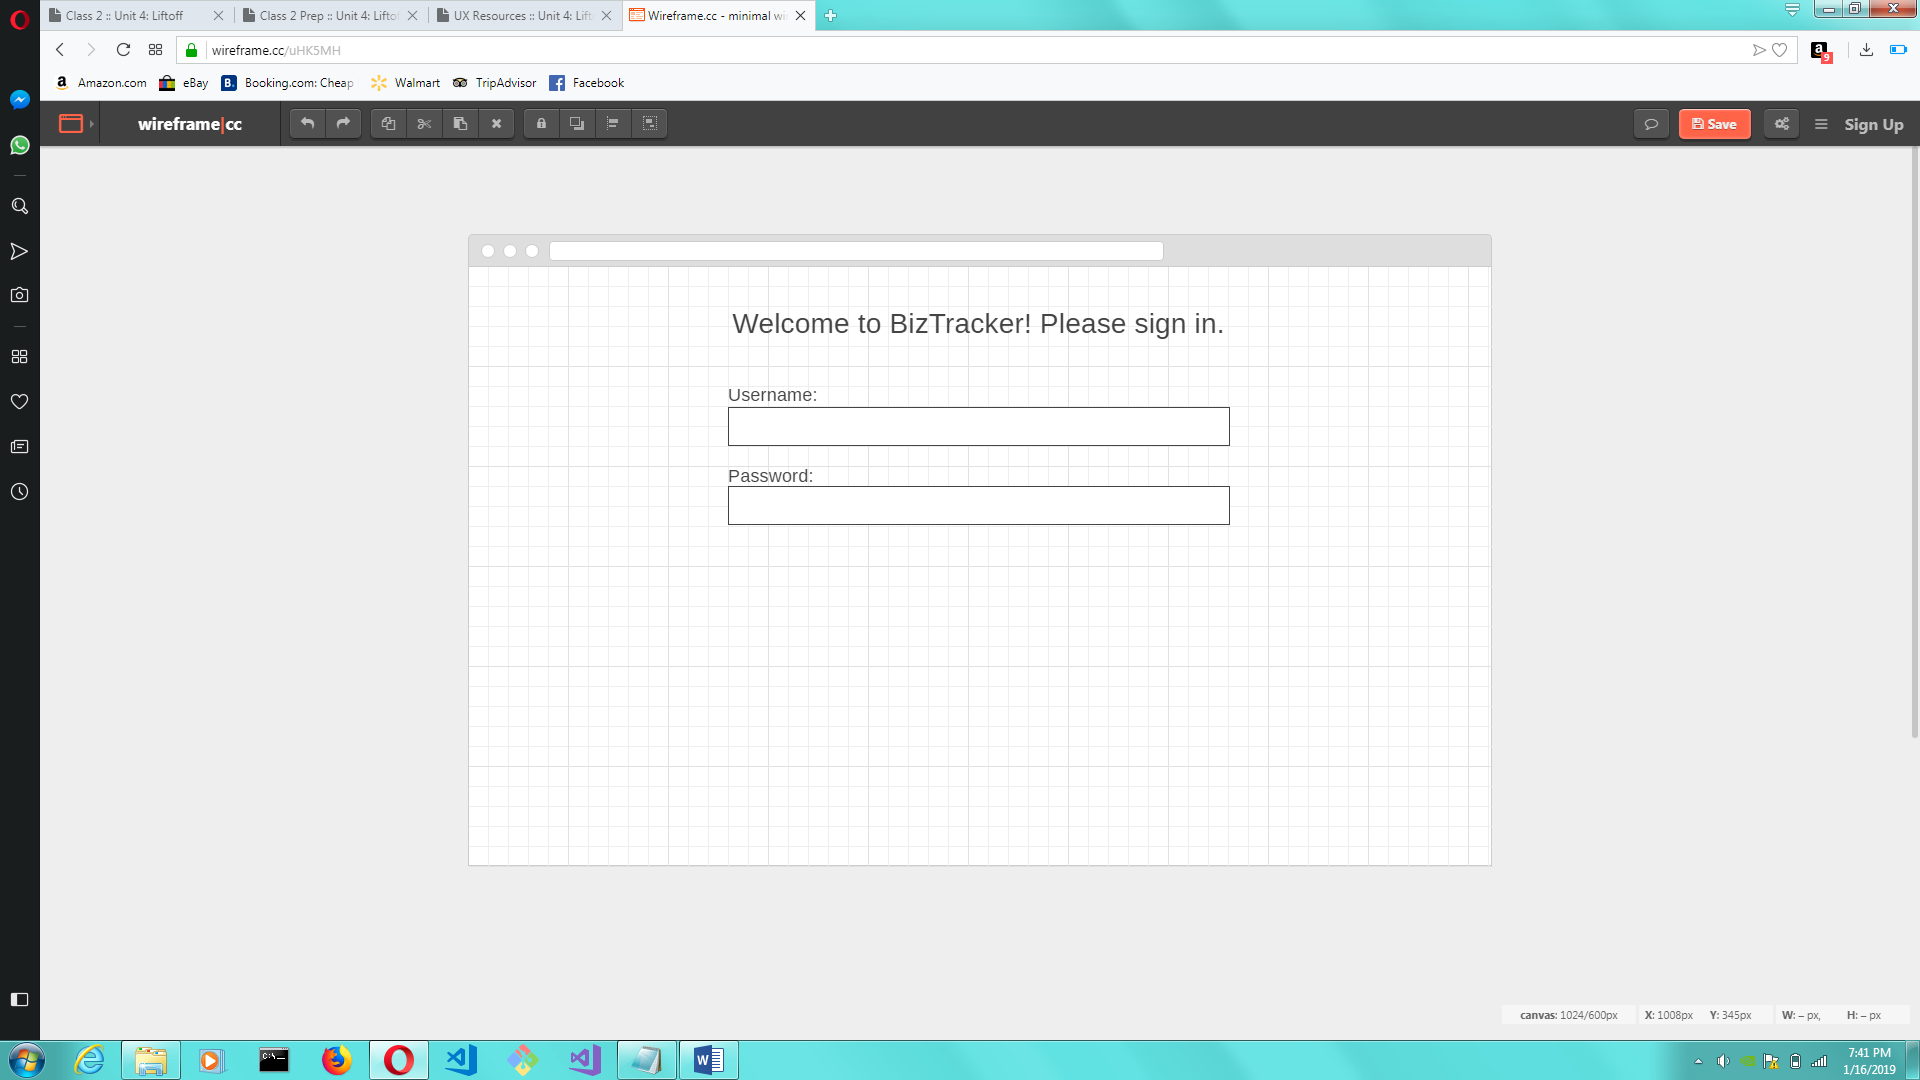 Class 2 :: Unit 4: Liftoff
Class 2 Prep :: Unit 4: Liftof
UX Resources :: Unit 4: Lift
Wireframe.cc - minimal wi
wireframe.cc/uHK5MH
9
Amazon.com
eBay
Booking.com: Cheap
Walmart
TripAdvisor
Facebook
wireframe|cc
Save
Sign Up
Welcome to BizTracker! Please sign in.
Username:
Password:
canvas: 1024/600px
X: 1008px
Y: 345px
W: – px,
H: – px
7:41 PM
1/16/2019